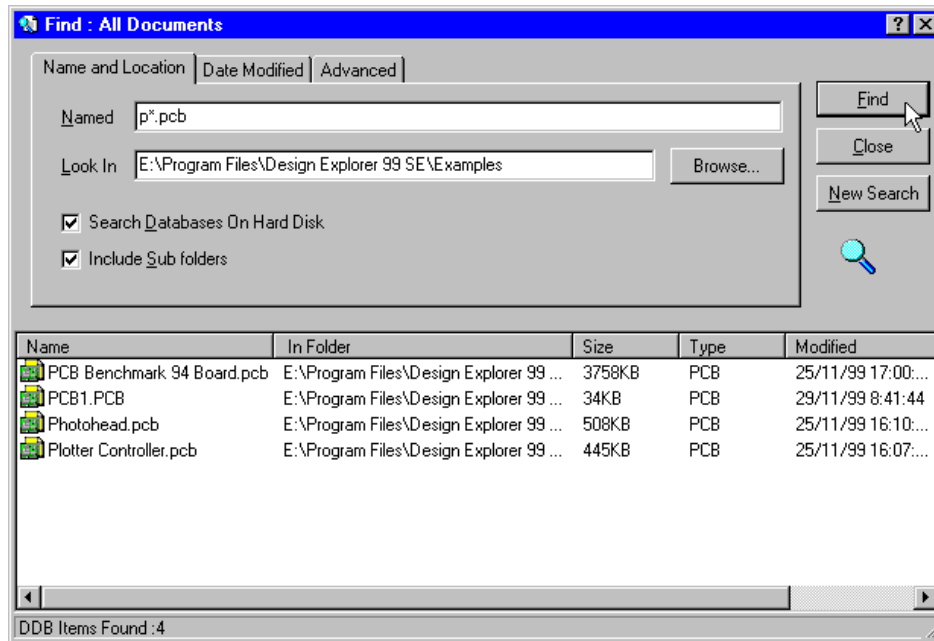 Find : All Documents
Name and Location Date Modified Advanced
Named p*.pcb
Find
Look In E:\Program Files\Design Explorer 99 SE\Examples Browse...
Close
New Search
Search Databases On Hard Disk
Include Sub folders
Name In Folder Size Type Modified
PCB Benchmark 94 Board.pcb E:\Program Files\Design Explorer 99 ... 3758KB PCB 25/11/99 17:00:...
PCB1.PCB E:\Program Files\Design Explorer 99 ... 34KB PCB 29/11/99 8:41:44
Photohead.pcb E:\Program Files\Design Explorer 99 ... 508KB PCB 25/11/99 16:10:...
Plotter Controller.pcb E:\Program Files\Design Explorer 99 ... 445KB PCB 25/11/99 16:07:...
DDB Items Found :4